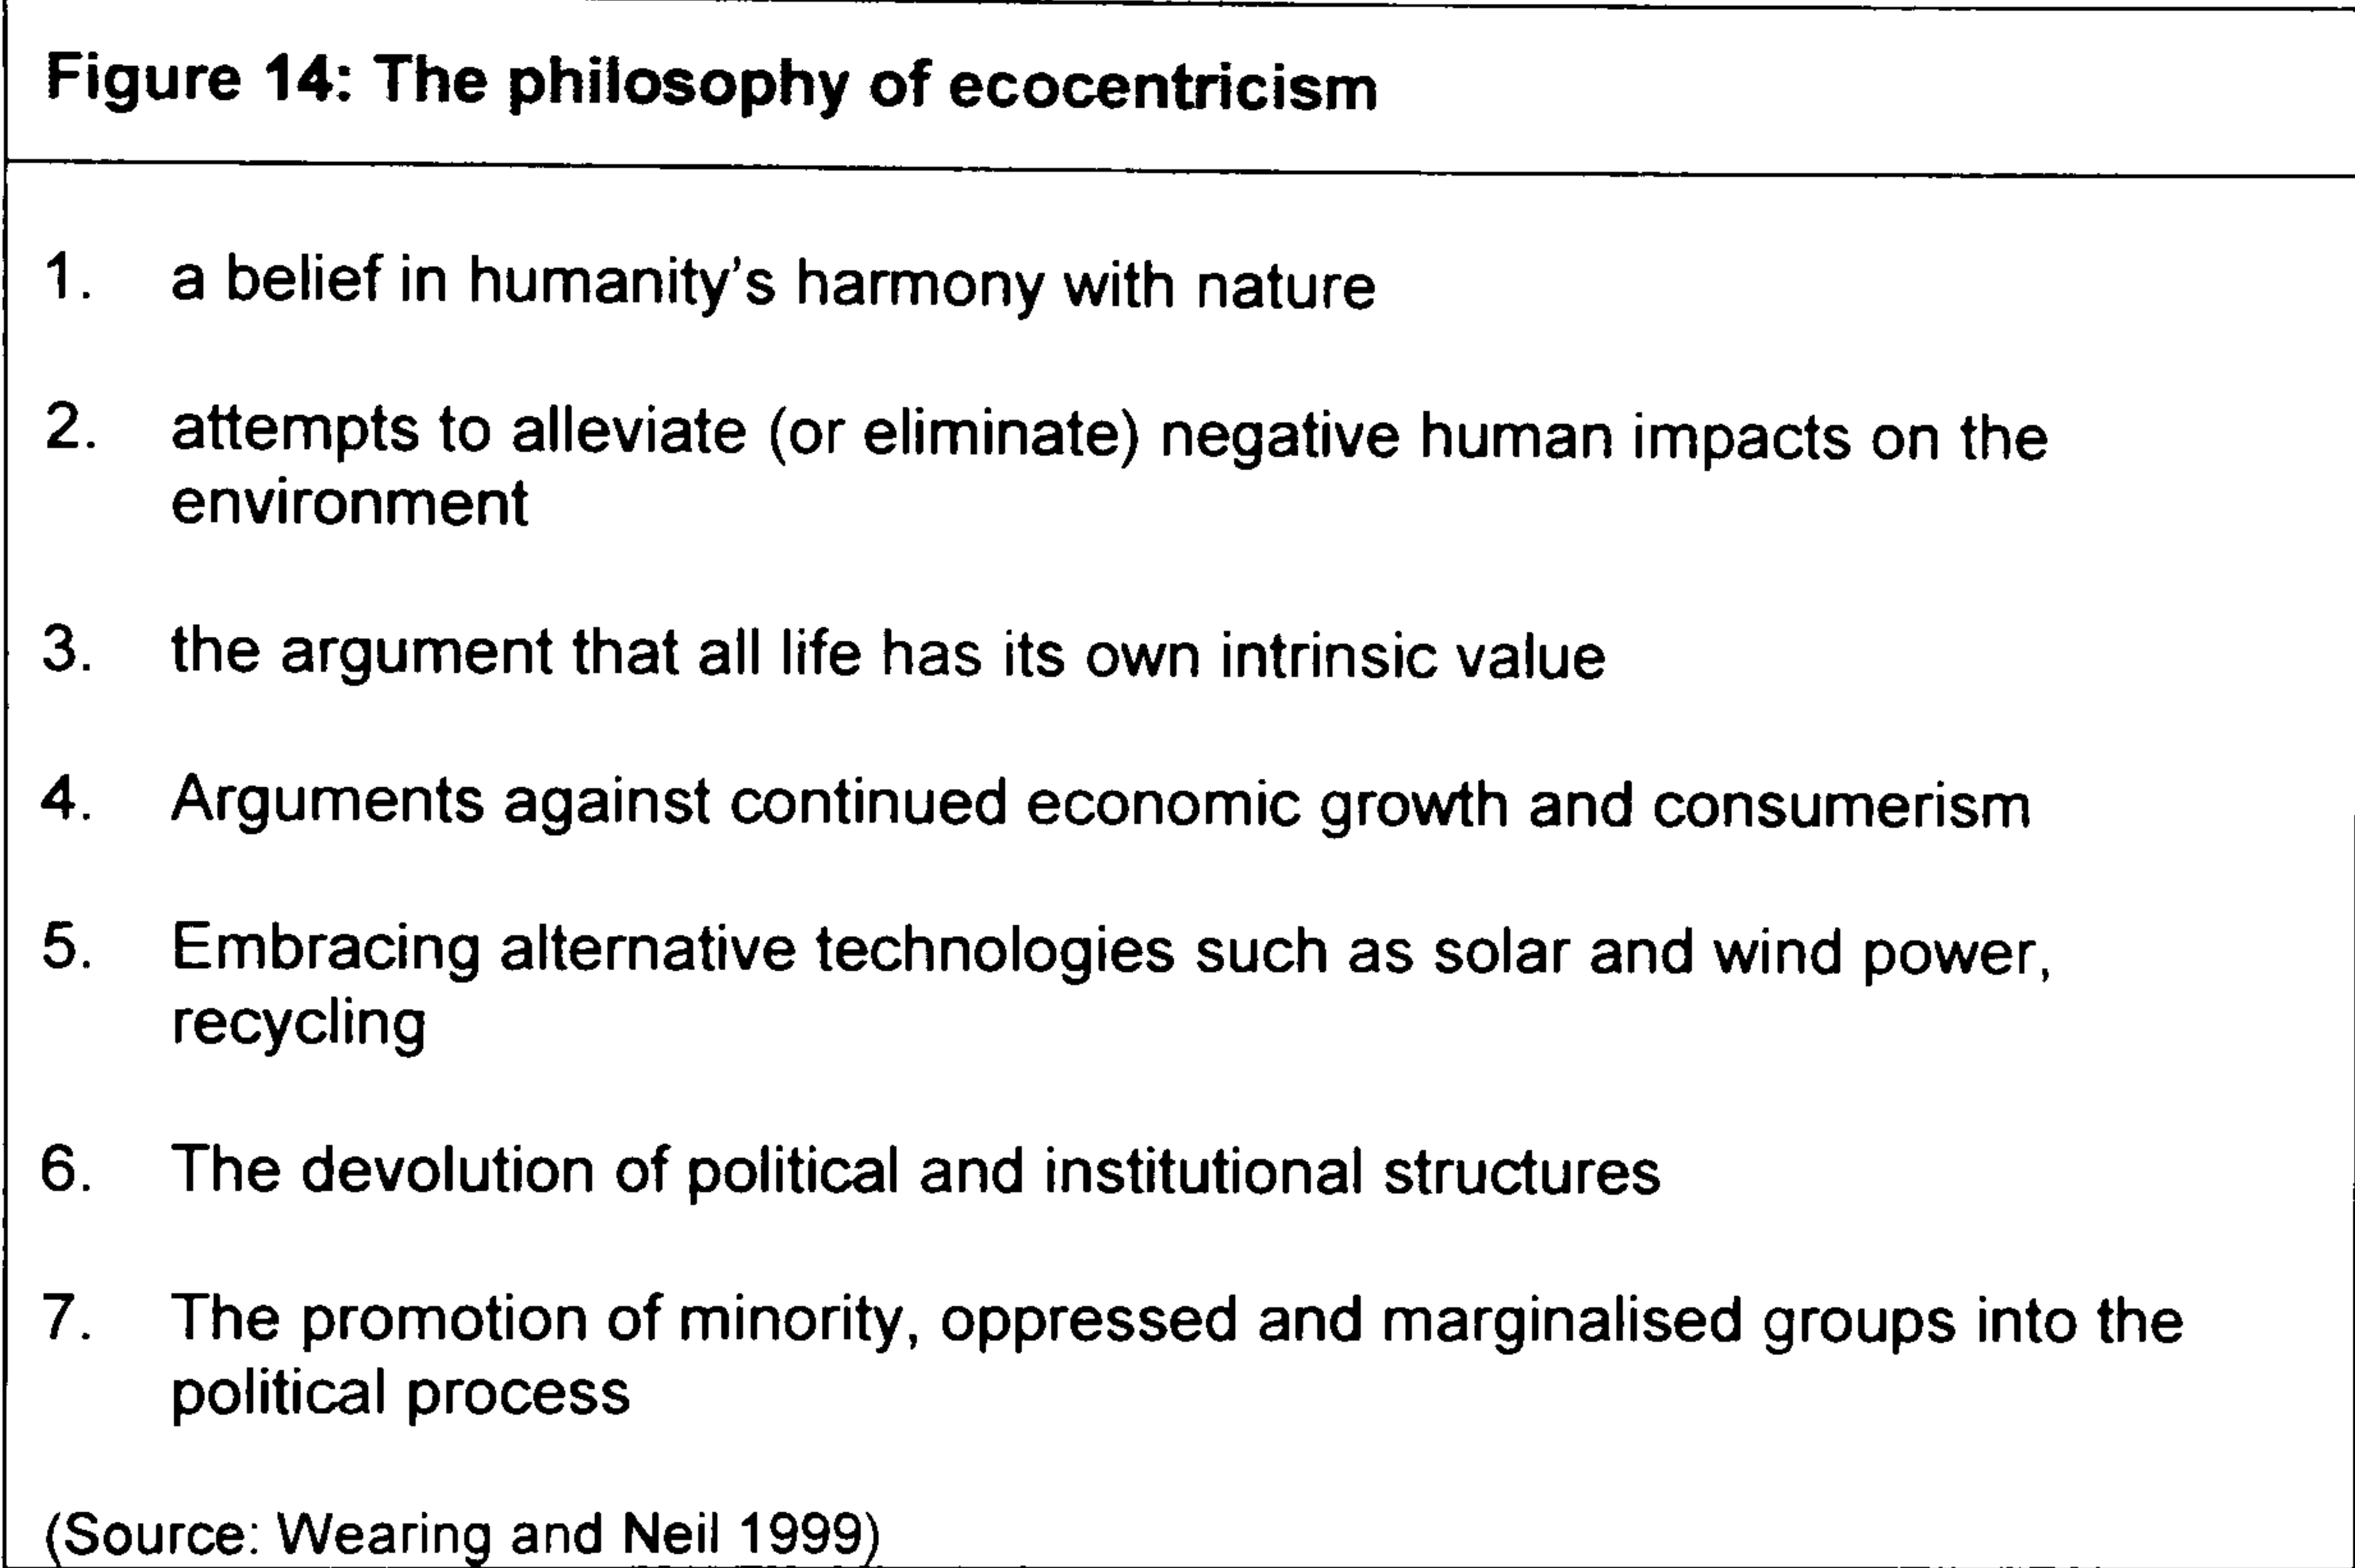 Figure 14: The philosophy of ecocentricism
1. a belief in humanity's harmony with nature
2. attempts to alleviate (or eliminate) negative human impacts on the
environment
3. the argument that all life has its own intrinsic value
4. Arguments against continued economic growth and consumerism
5. Embracing alternative technologies such as solar and wind power,
recycling
6. The devolution of political and institutional structures
7. The promotion of minority, oppressed and marginalised groups into the
political process
(Source: Wearing and Neil 1999)